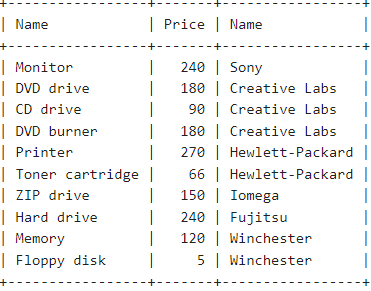 +-----------------+-------+-----------------+
| Name            | Price | Name            |
+-----------------+-------+-----------------+
| Monitor         |   240 | Sony            |
| DVD drive       |   180 | Creative Labs   |
| CD drive        |    90 | Creative Labs   |
| DVD burner      |   180 | Creative Labs   |
| Printer         |   270 | Hewlett-Packard |
| Toner cartridge |    66 | Hewlett-Packard |
| ZIP drive       |   150 | Iomega          |
| Hard drive      |   240 | Fujitsu         |
| Memory          |   120 | Winchester      |
| Floppy disk     |     5 | Winchester      |
+-----------------+-------+-----------------+